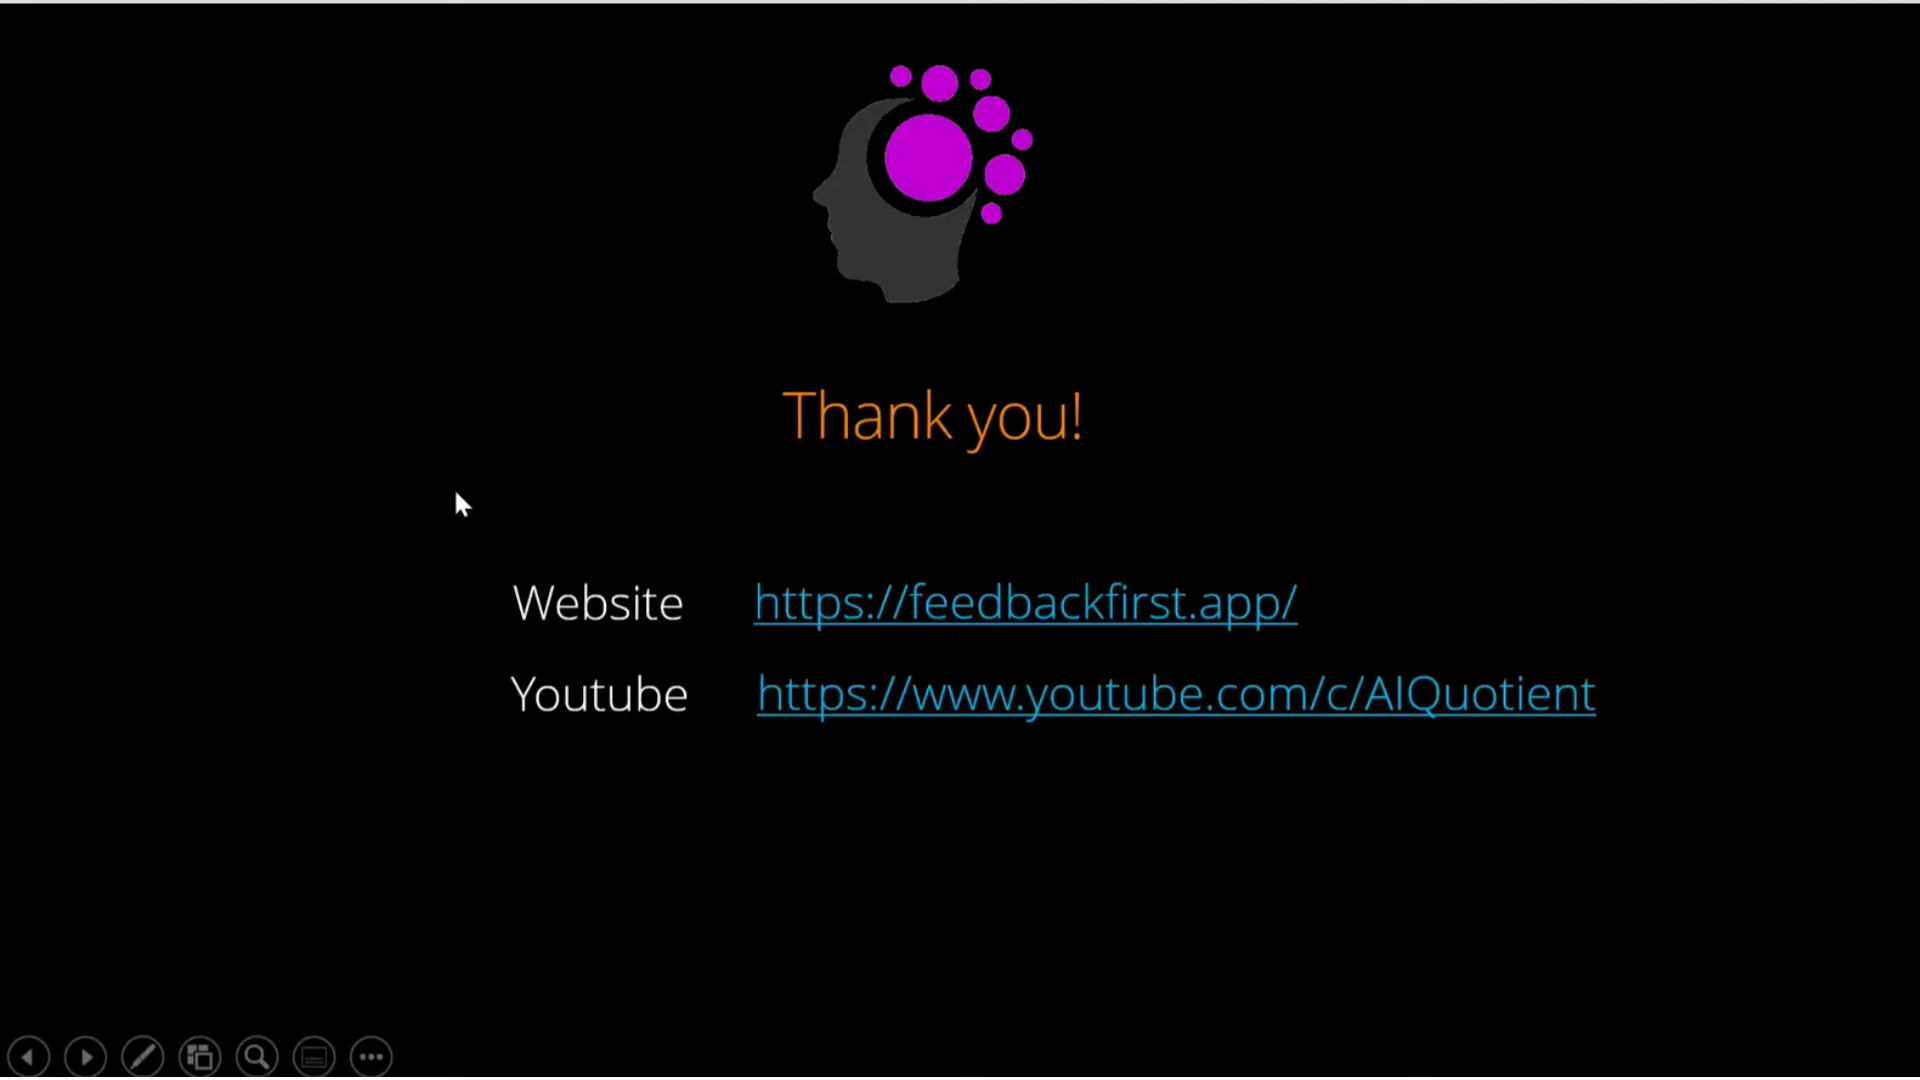 Thank you!
Website https://feedbackfirst.app/
Youtube https://www.youtube.com/c/AIQuotient